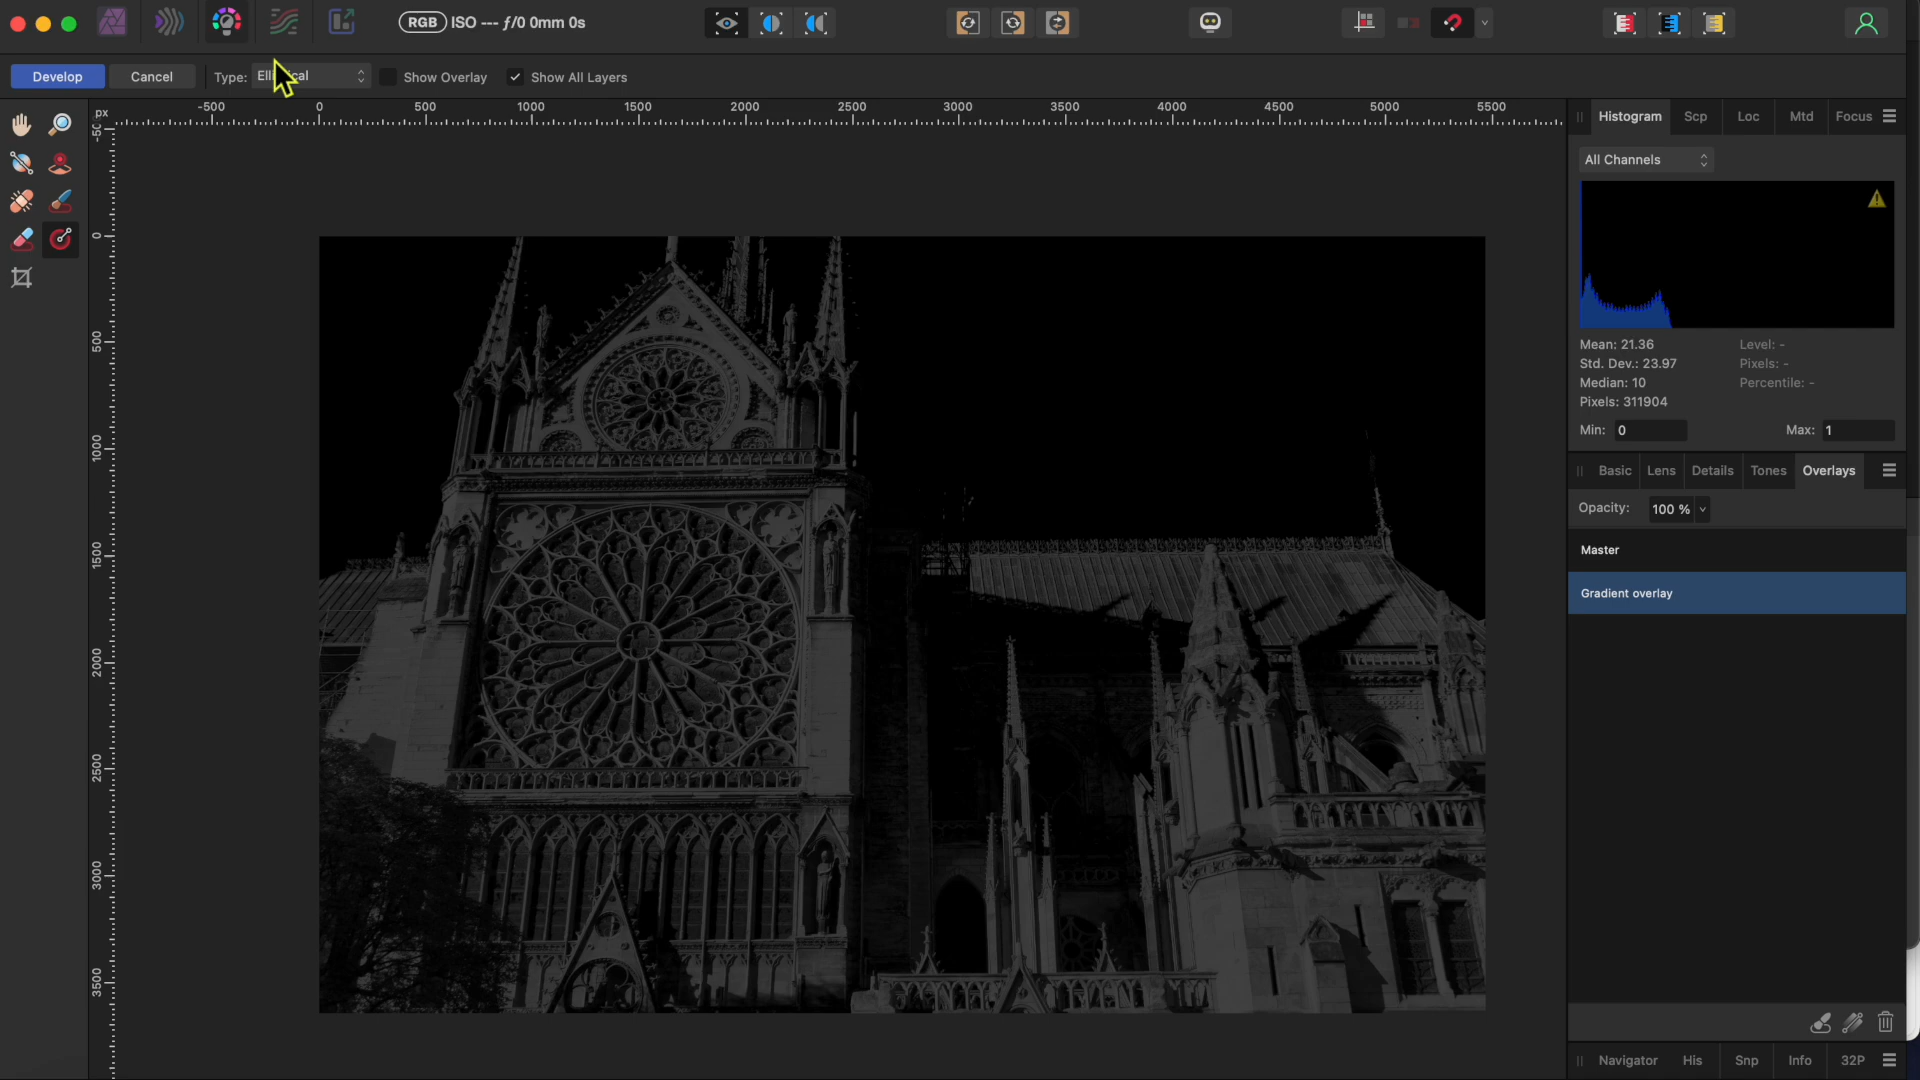 RGB ISO --- ƒ/0 0mm 0s
Develop Cancel Type: Show Overlay Show All Layers
px -500 0 500 1000 1500 2000 2500 3000 3500 4000 4500 5000 5500
0
500
1000
1500
2000
2500
3000
3500
Histogram Scp Loc Mtd Focus
All Channels
Mean: 21.36 Level: -
Std. Dev.: 23.97 Pixels: -
Median: 10 Percentile: -
Pixels: 311904
Min: 0 Max: 1
Basic Lens Details Tones Overlays
Opacity: 100 %
Master
Gradient overlay
Navigator His Snp Info 32P